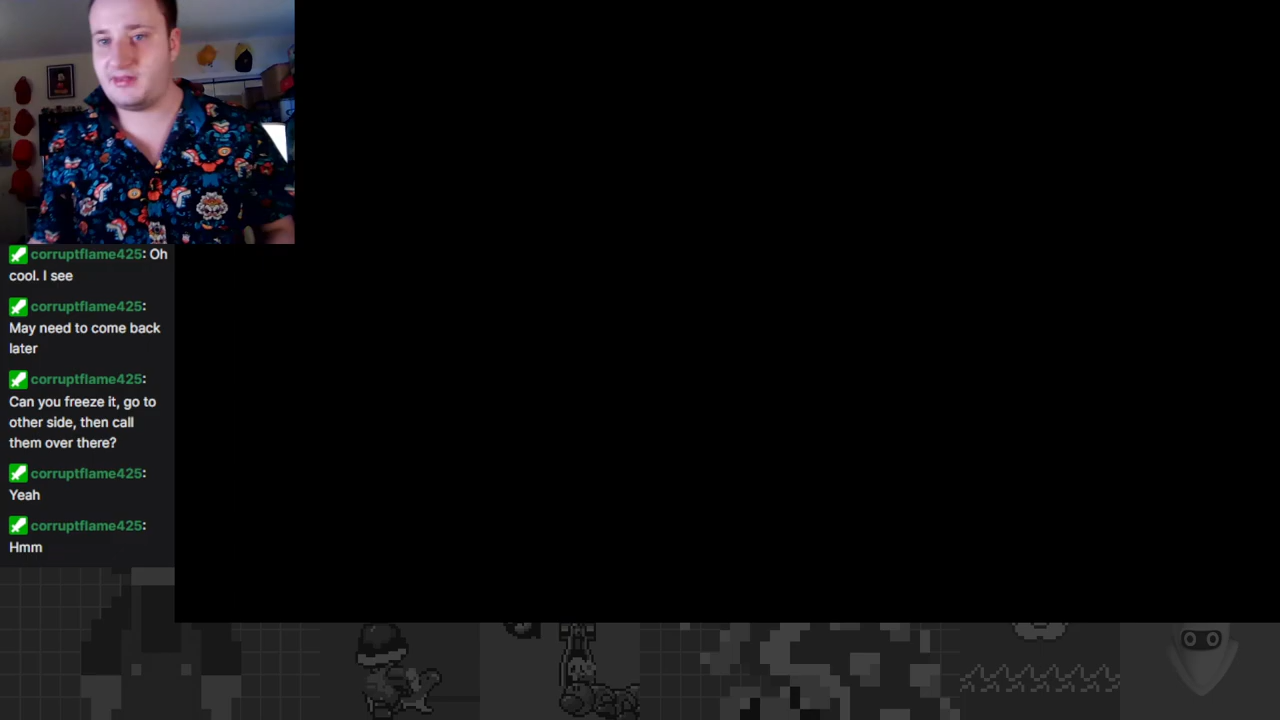 corruptflame425: Oh
cool. I see
corruptflame425:
May need to come back
later
corruptflame425:
Can you freeze it, go to
other side, then call
them over there?
corruptflame425:
Yeah
corruptflame425:
Hmm